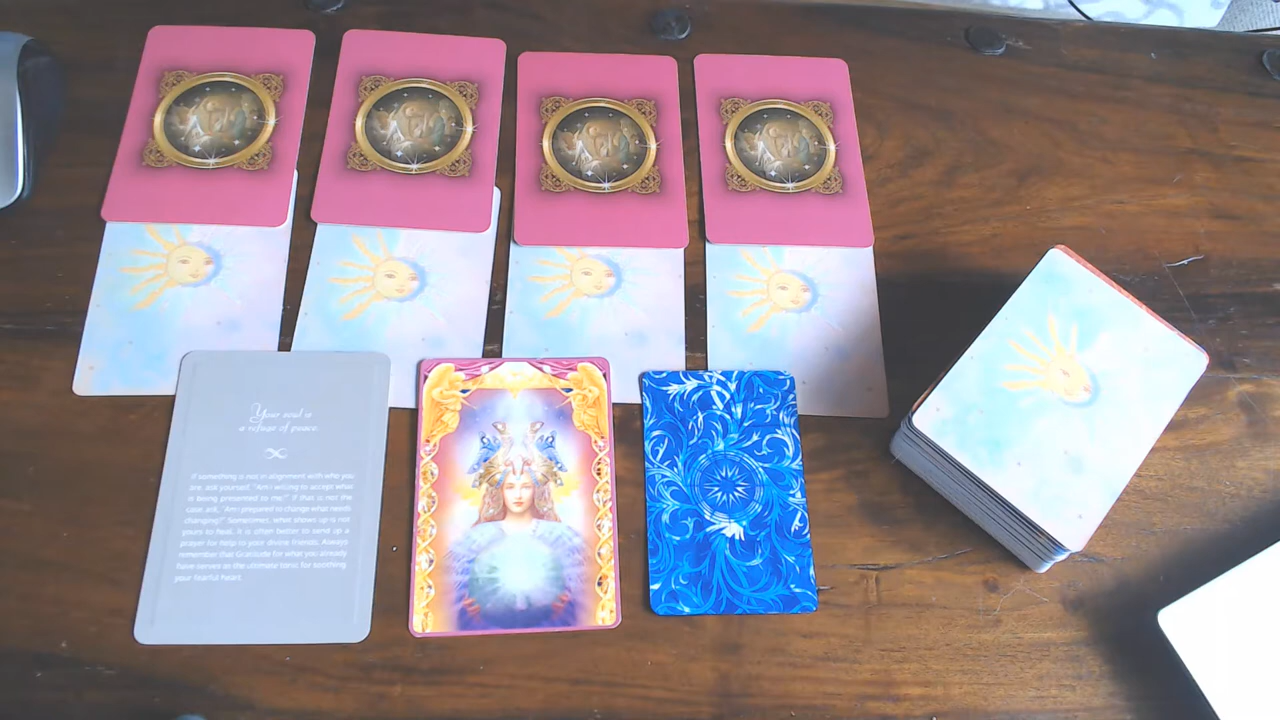 Your soul is
a refuge of peace.
If something is not in alignment with who you
are, ask yourself, "Am I willing to accept what
is being presented to me?" If that is not the
case ask, "Am I prepared to change what needs
changing?" Sometimes, what shows up is not
yours to heal. It is often better to send up a
prayer for help to your divine friends. Always
remember that Gratitude for what you already
have serves as the ultimate tonic for soothing
your fearful heart.